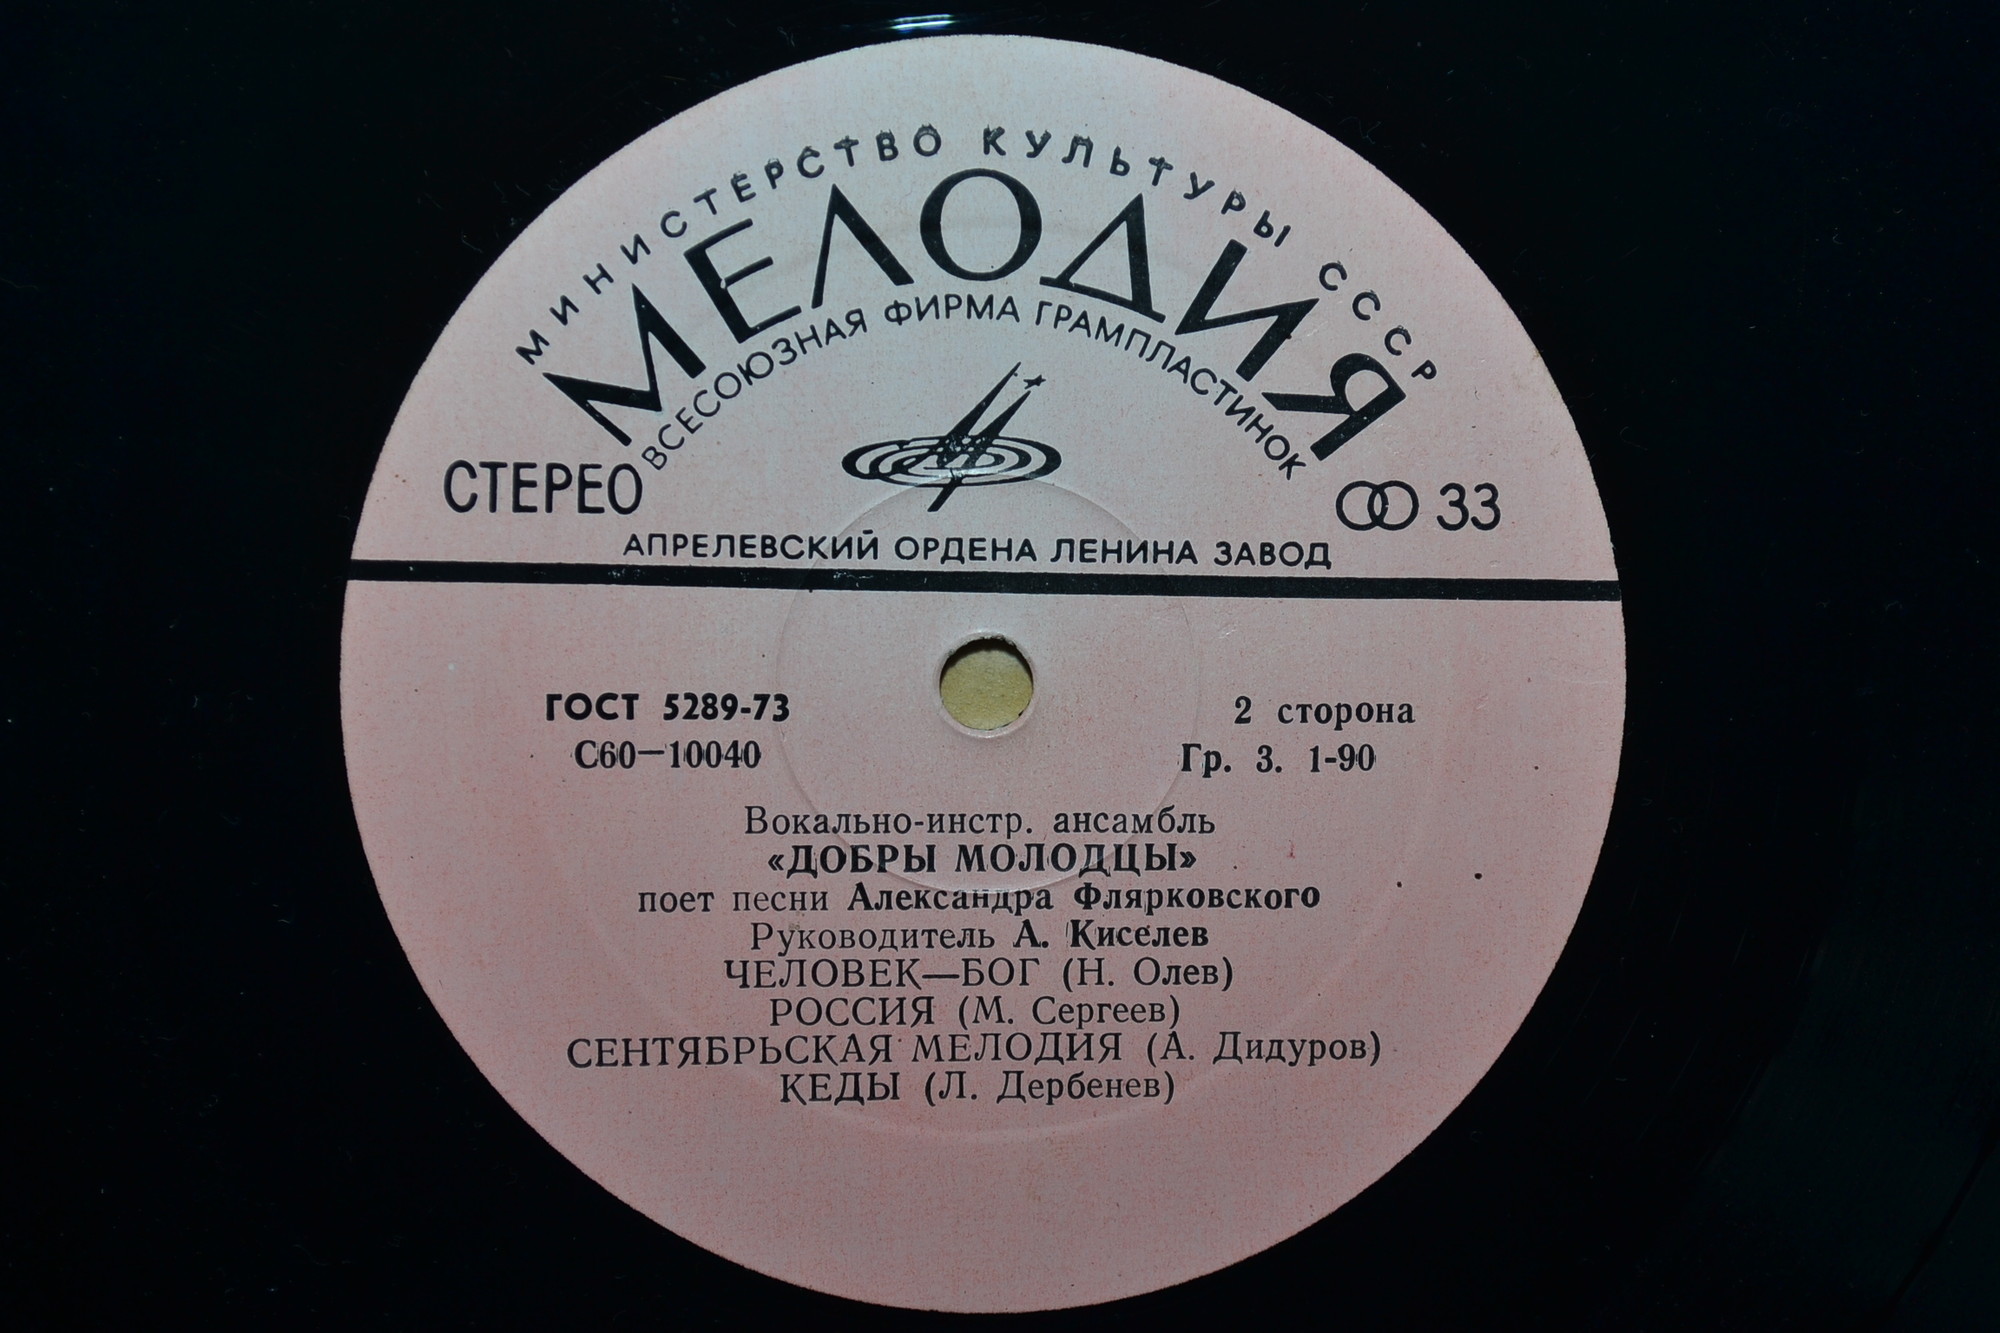 МИНИСТЕРСТВО КУЛЬТУРЫ СССР
МЕЛОДИЯ
ВСЕСОЮЗНАЯ ФИРМА ГРАМПЛАСТИНОК
СТЕРЕО
33
АПРЕЛЕВСКИЙ ОРДЕНА ЛЕНИНА ЗАВОД
ГОСТ 5289-73
2 сторона
С60—10040
Гр. 3. 1-90
Вокально-инстр. ансамбль
«ДОБРЫ МОЛОДЦЫ»
поет песни Александра Флярковского
Руководитель А. Киселев
ЧЕЛОВЕК—БОГ (Н. Олев)
РОССИЯ (М. Сергеев)
СЕНТЯБРЬСКАЯ МЕЛОДИЯ (А. Дидуров)
КЕДЫ (Л. Дербенев)